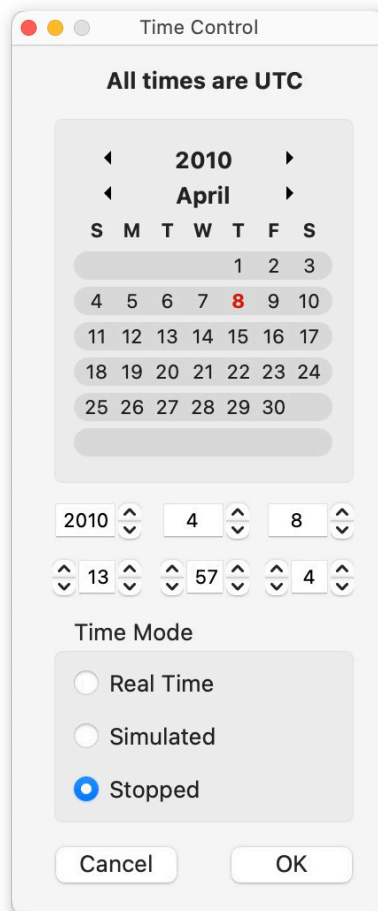 Time Control
All times are UTC
2010
April
S M T W T F S
1 2 3
4 5 6 7 8 9 10
11 12 13 14 15 16 17
18 19 20 21 22 23 24
25 26 27 28 29 30
2010 4 8
13 57 4
Time Mode
Real Time
Simulated
Stopped
Cancel OK